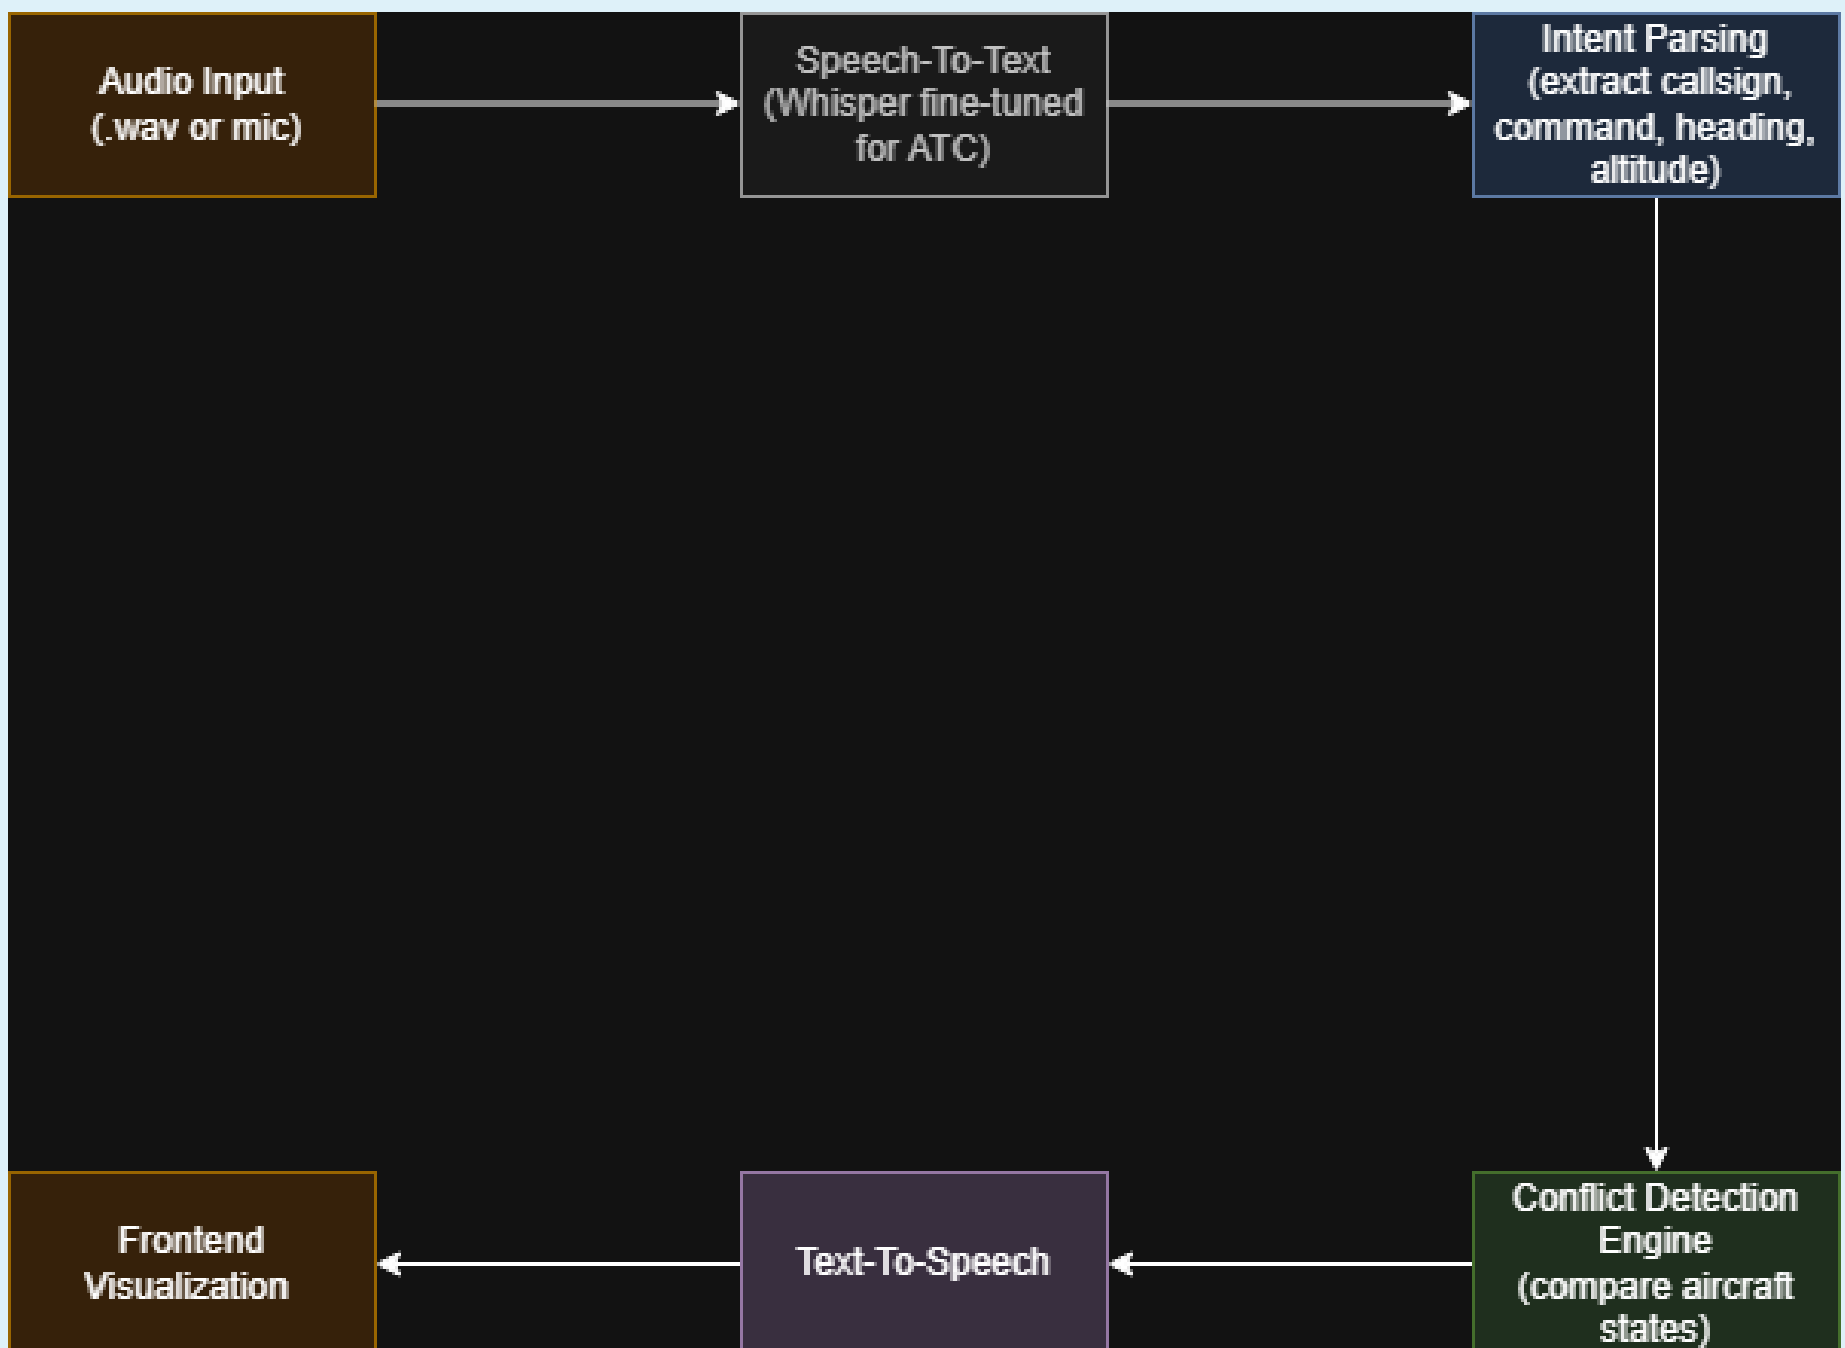 Audio Input
(.wav or mic)
Speech-To-Text
(Whisper fine-tuned
for ATC)
Intent Parsing
(extract callsign,
command, heading,
altitude)
Frontend
Visualization
Text-To-Speech
Conflict Detection
Engine
(compare aircraft
states)